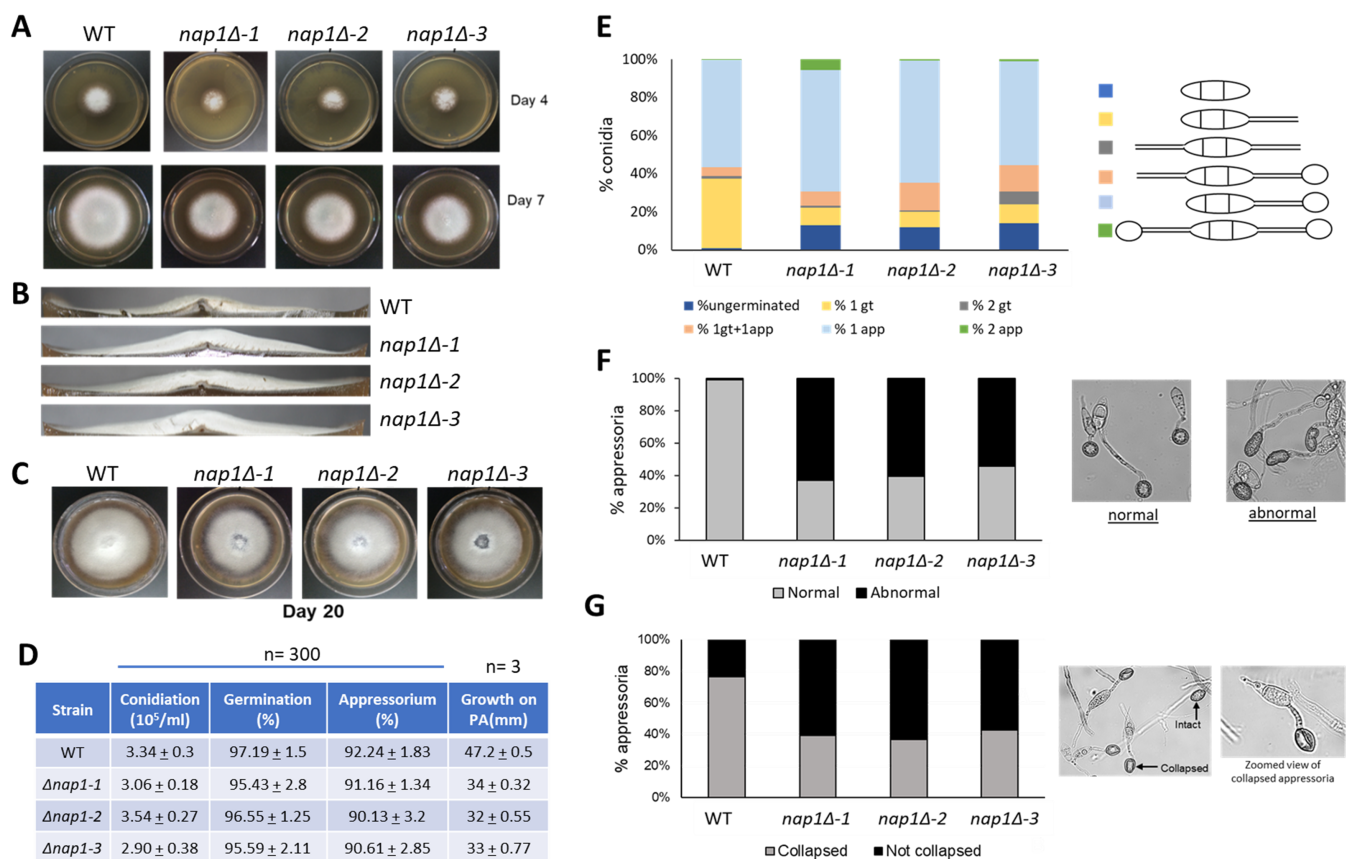 A
WT nap1Δ-1 nap1Δ-2 nap1Δ-3
Day 4
Day 7
B
WT
nap1Δ-1
nap1Δ-2
nap1Δ-3
C
WT nap1Δ-1 nap1Δ-2 nap1Δ-3
Day 20
D
n= 300 n= 3
Strain Conidiation (10⁵/ml) Germination (%) Appressorium (%) Growth on PA(mm)
WT 3.34 ± 0.3 97.19 ± 1.5 92.24 ± 1.83 47.2 ± 0.5
Δnap1-1 3.06 ± 0.18 95.43 ± 2.8 91.16 ± 1.34 34 ± 0.32
Δnap1-2 3.54 ± 0.27 96.55 ± 1.25 90.13 ± 3.2 32 ± 0.55
Δnap1-3 2.90 ± 0.38 95.59 ± 2.11 90.61 ± 2.85 33 ± 0.77
E
% conidia
100%
80%
60%
40%
20%
0%
WT nap1Δ-1 nap1Δ-2 nap1Δ-3
%ungerminated % 1 gt % 2 gt
% 1gt+1app % 1 app % 2 app
F
% appressoria
100%
80%
60%
40%
20%
0%
WT nap1Δ-1 nap1Δ-2 nap1Δ-3
Normal Abnormal
normal abnormal
G
% appressoria
100%
80%
60%
40%
20%
0%
WT nap1Δ-1 nap1Δ-2 nap1Δ-3
Collapsed Not collapsed
Intact
Collapsed
Zoomed view of
collapsed appressoria